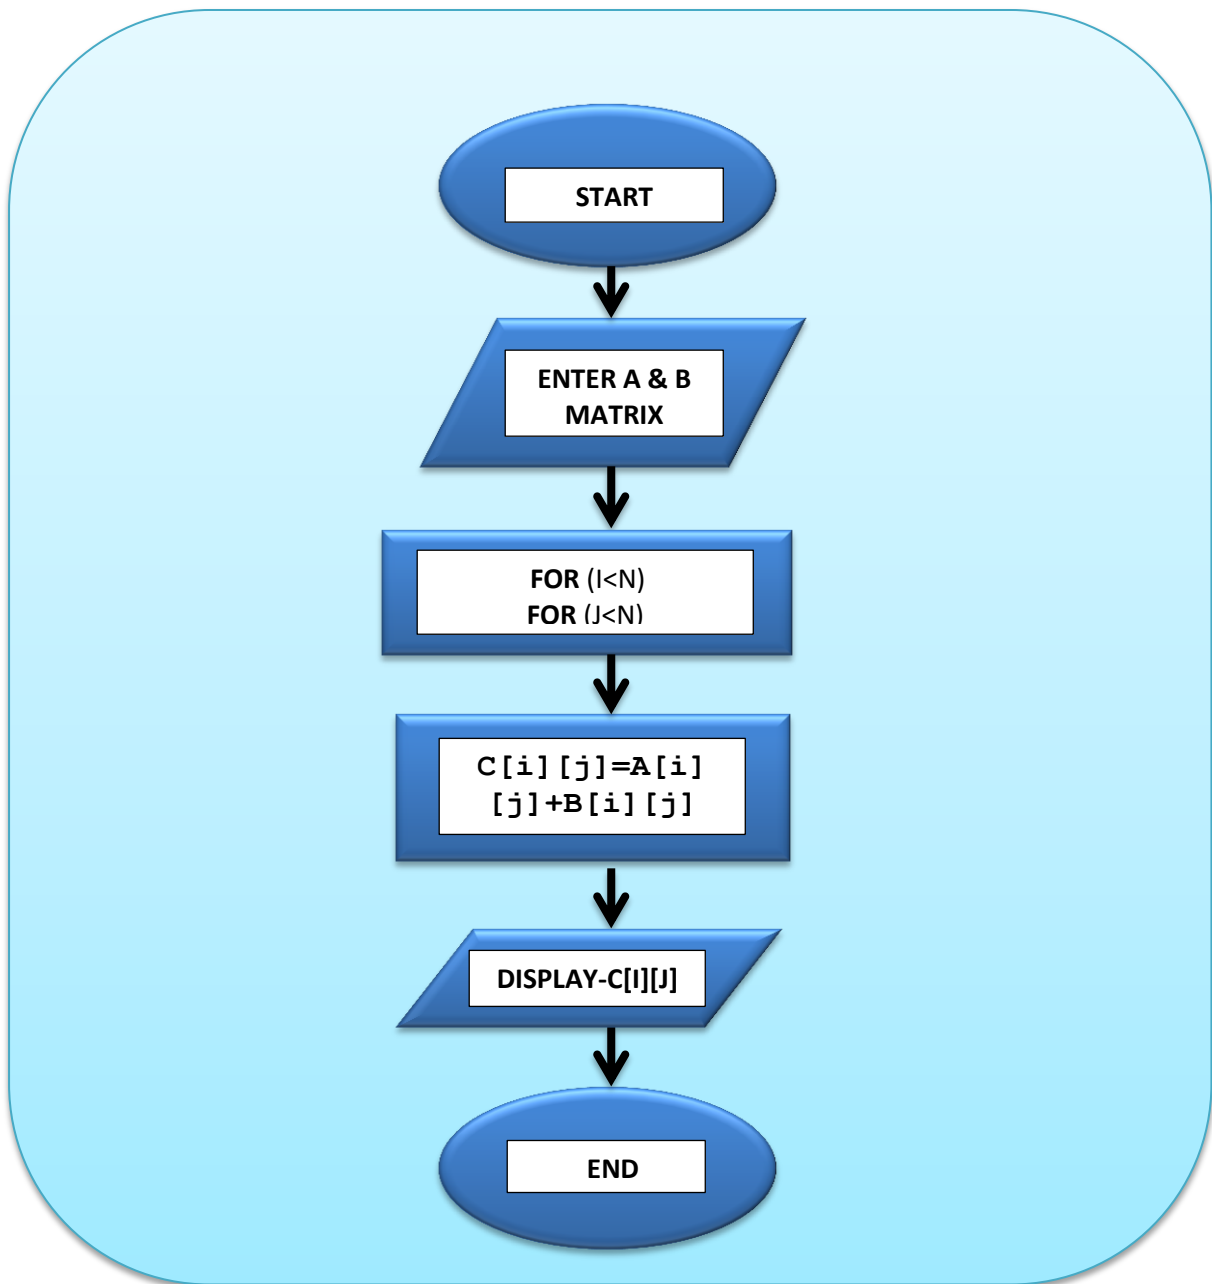 START
ENTER A & B
MATRIX
FOR (I<N)
FOR (J<N)
C[i][j]=A[i]
[j]+B[i][j]
DISPLAY-C[I][J]
END